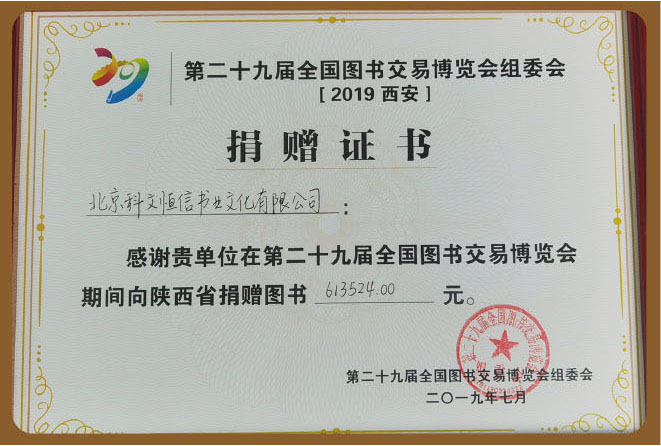 第二十九届全国图书交易博览会组委会
[2019 西安]
捐赠证书
北京科文恒信书业文化有限公司：
感谢贵单位在第二十九届全国图书交易博览会
期间向陕西省捐赠图书 613524.00 元。
第二十九届全国图书交易博览会组委会
二〇一九年七月